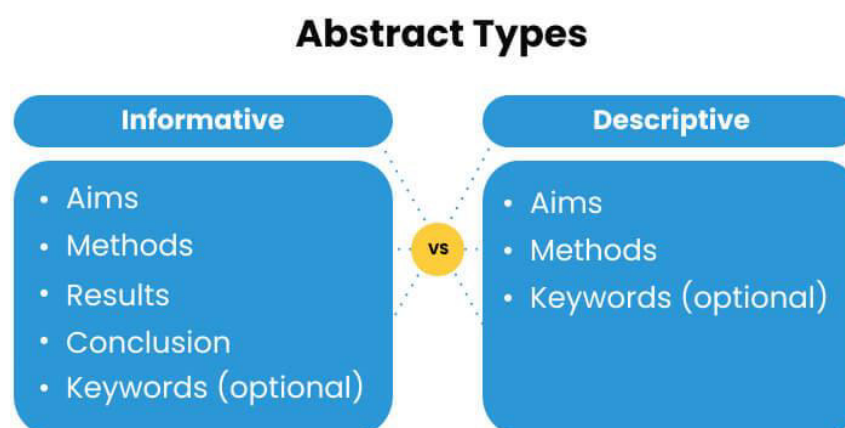 Abstract Types
Informative
• Aims
• Methods
• Results
• Conclusion
• Keywords (optional)
vs
Descriptive
• Aims
• Methods
• Keywords (optional)